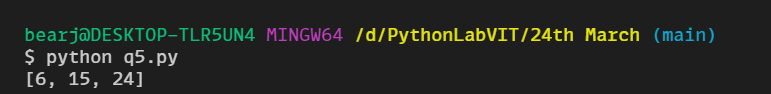 bearj@DESKTOP-TLR5UN4 MINGW64 /d/PythonLabVIT/24th March (main)
$ python q5.py
[6, 15, 24]